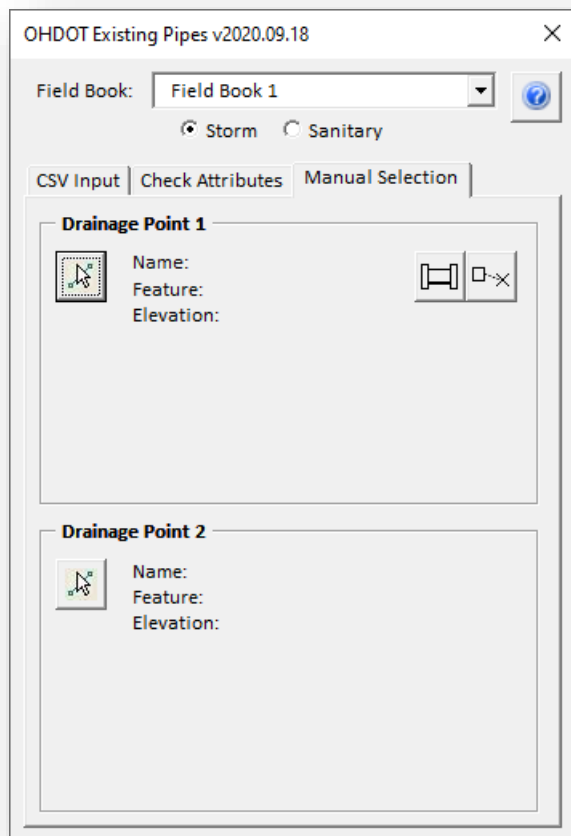 OHDOT Existing Pipes v2020.09.18
Field Book: Field Book 1
Storm Sanitary
CSV Input Check Attributes Manual Selection
Drainage Point 1
Name:
Feature:
Elevation:
Drainage Point 2
Name:
Feature:
Elevation: